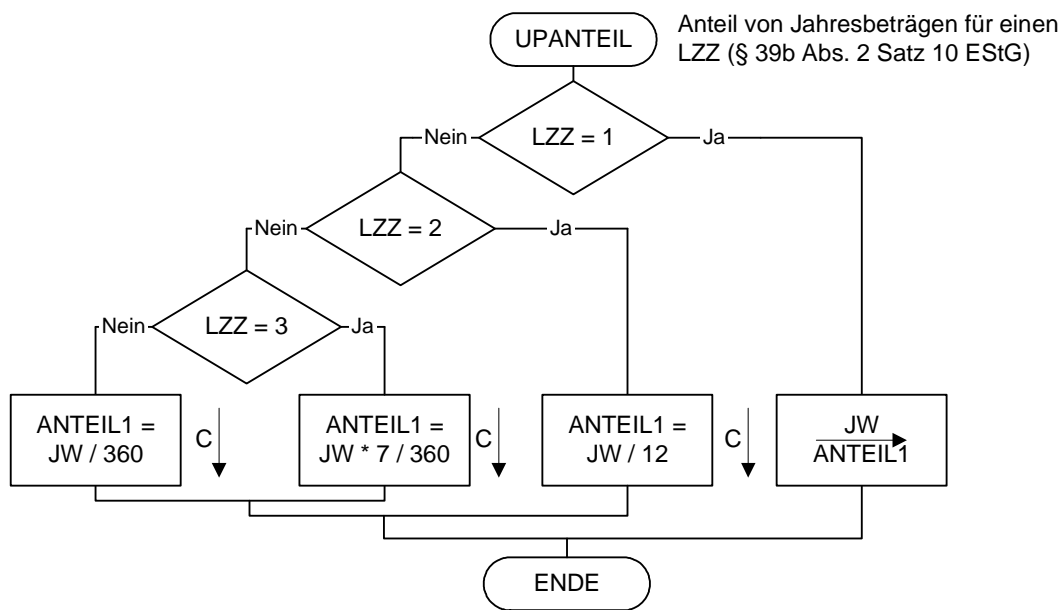 UPANTEIL
Anteil von Jahresbeträgen für einen
LZZ (§ 39b Abs. 2 Satz 10 EStG)
Nein
LZZ = 1
Ja
Nein
LZZ = 2
Ja
Nein
LZZ = 3
Ja
ANTEIL1 =
JW / 360
C
ANTEIL1 =
JW * 7 / 360
C
ANTEIL1 =
JW / 12
C
JW
ANTEIL1
ENDE